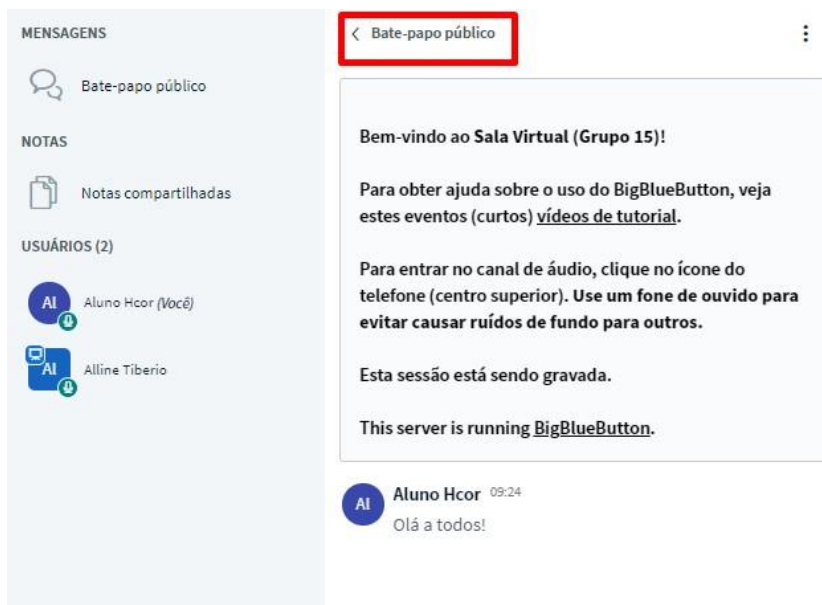 MENSAGENS
Bate-papo público
NOTAS
Notas compartilhadas
USUÁRIOS (2)
Al Aluno Hcor (Você)
Al Alline Tiberio
Bate-papo público
Bem-vindo ao Sala Virtual (Grupo 15)!
Para obter ajuda sobre o uso do BigBlueButton, veja
estes eventos (curtos) vídeos de tutorial.
Para entrar no canal de áudio, clique no ícone do
telefone (centro superior). Use um fone de ouvido para
evitar causar ruídos de fundo para outros.
Esta sessão está sendo gravada.
This server is running BigBlueButton.
Al Aluno Hcor 09:24
Olá a todos!